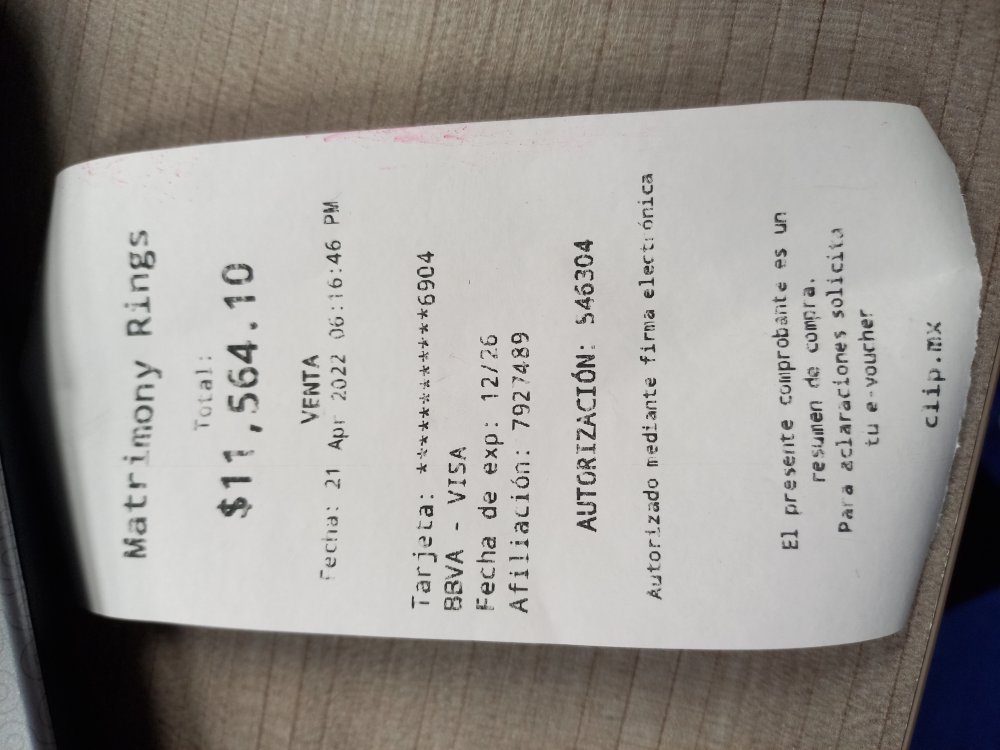 Matrimony Rings
Total:
$11,564.10
VENTA
Fecha: 21 Apr 2022 06:16:46 PM
Tarjeta: ************6904
BBVA - VISA
Fecha de exp: 12/26
Afiliación: 7927489
AUTORIZACIÓN: 546304
Autorizado mediante firma electrónica
El presente comprobante es un
resumen de compra.
Para aclaraciones solicita
tu e-voucher
clip.mx